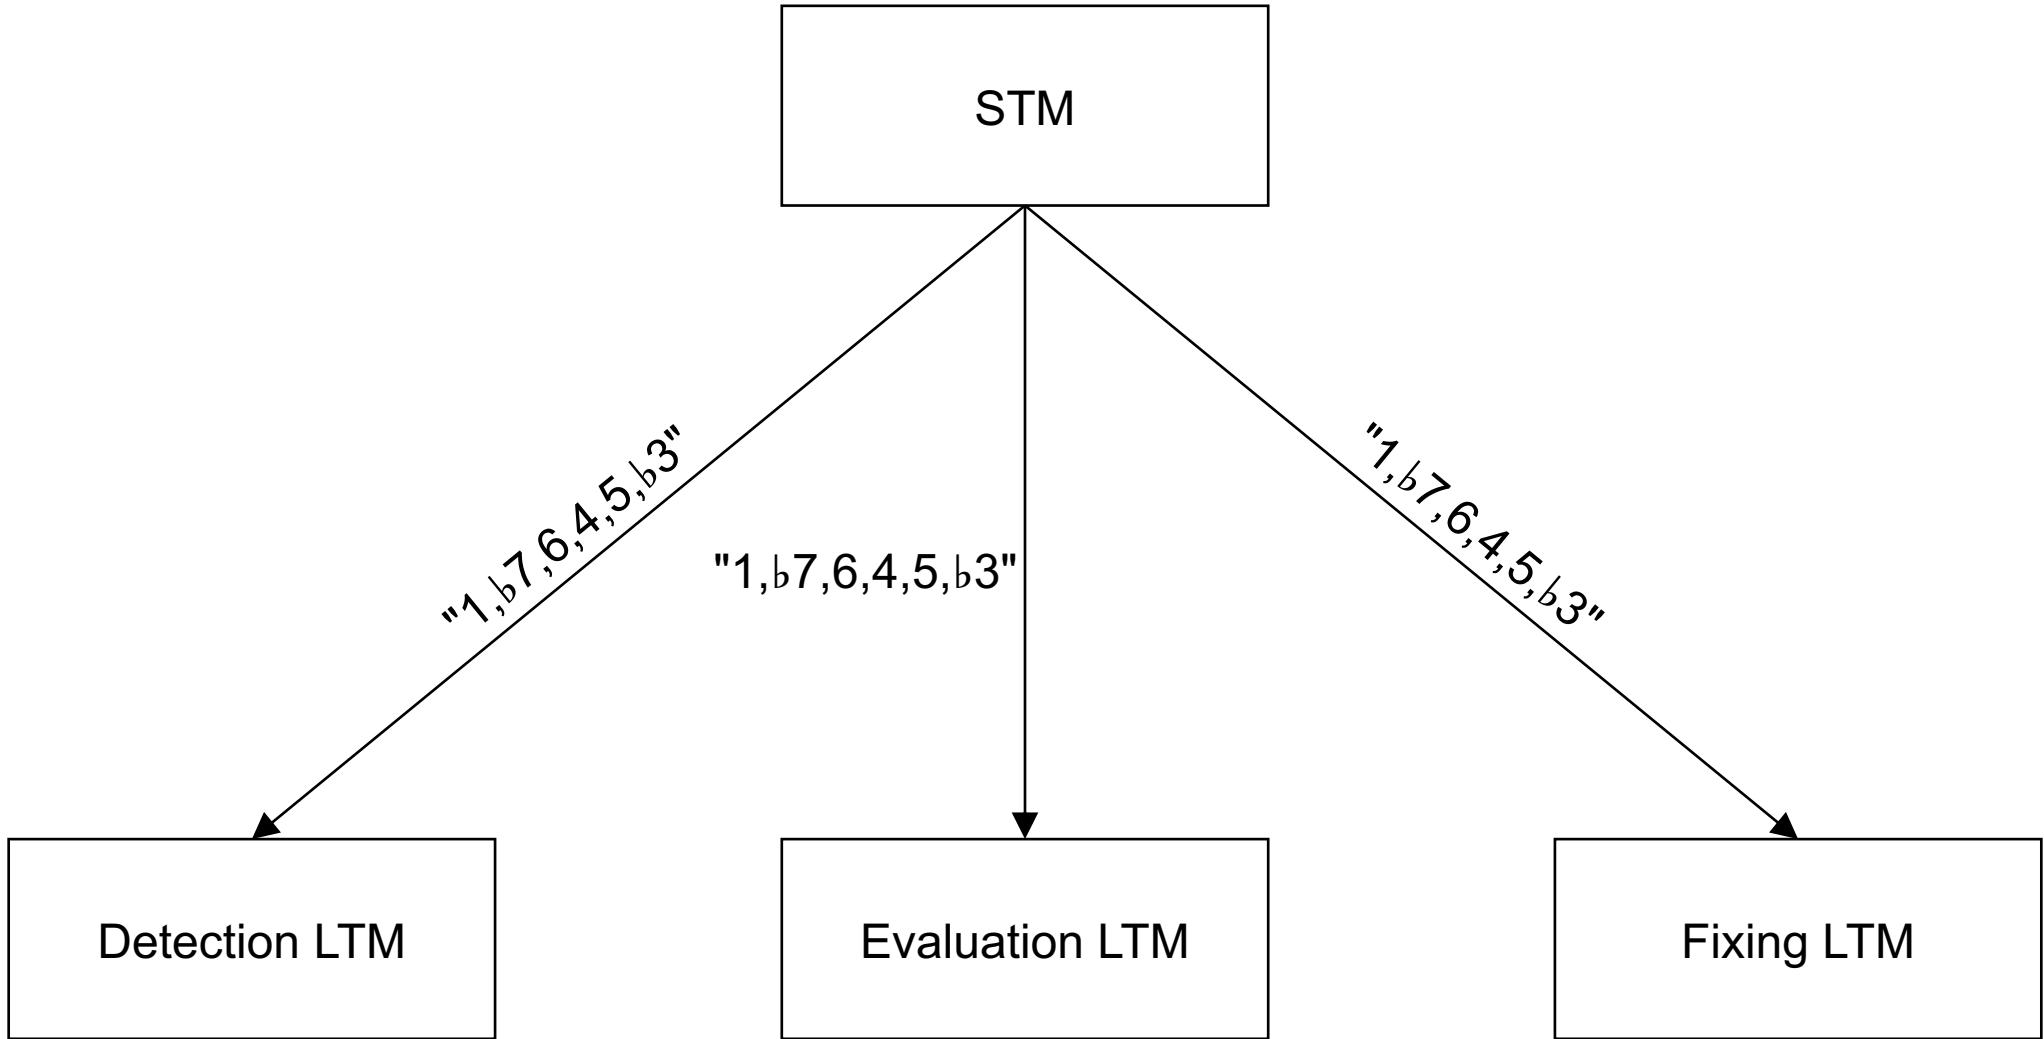 STM
"1,♭7,6,4,5,♭3"
"1,♭7,6,4,5,♭3"
"1,♭7,6,4,5,♭3"
Detection LTM
Evaluation LTM
Fixing LTM